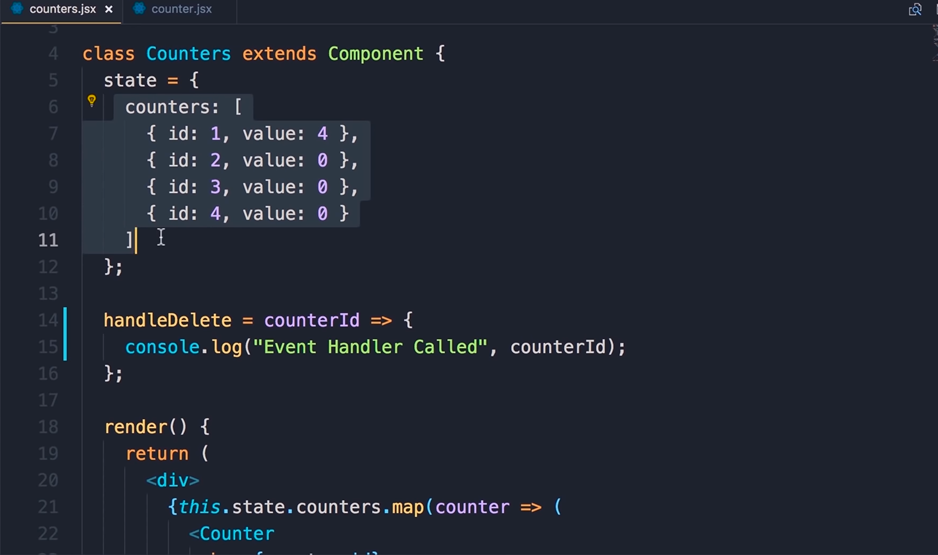 counters.jsx ×
counter.jsx
3
4 class Counters extends Component {
5 state = {
6 counters: [
7 { id: 1, value: 4 },
8 { id: 2, value: 0 },
9 { id: 3, value: 0 },
10 { id: 4, value: 0 }
11 ]
12 };
13
14 handleDelete = counterId => {
15 console.log("Event Handler Called", counterId);
16 };
17
18 render() {
19 return (
20 <div>
21 {this.state.counters.map(counter => (
22 <Counter